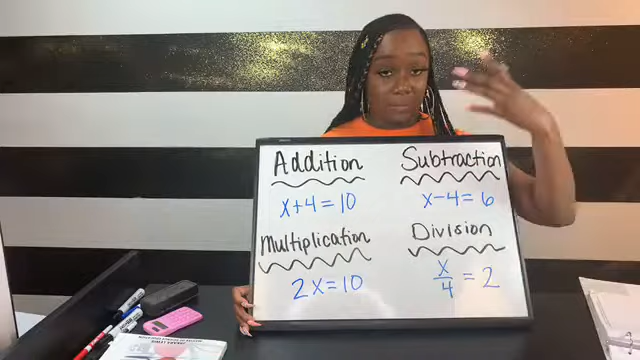 Addition
x+4=10
Subtraction
x-4=6
Multiplication
2x=10
Division
x/4 = 2